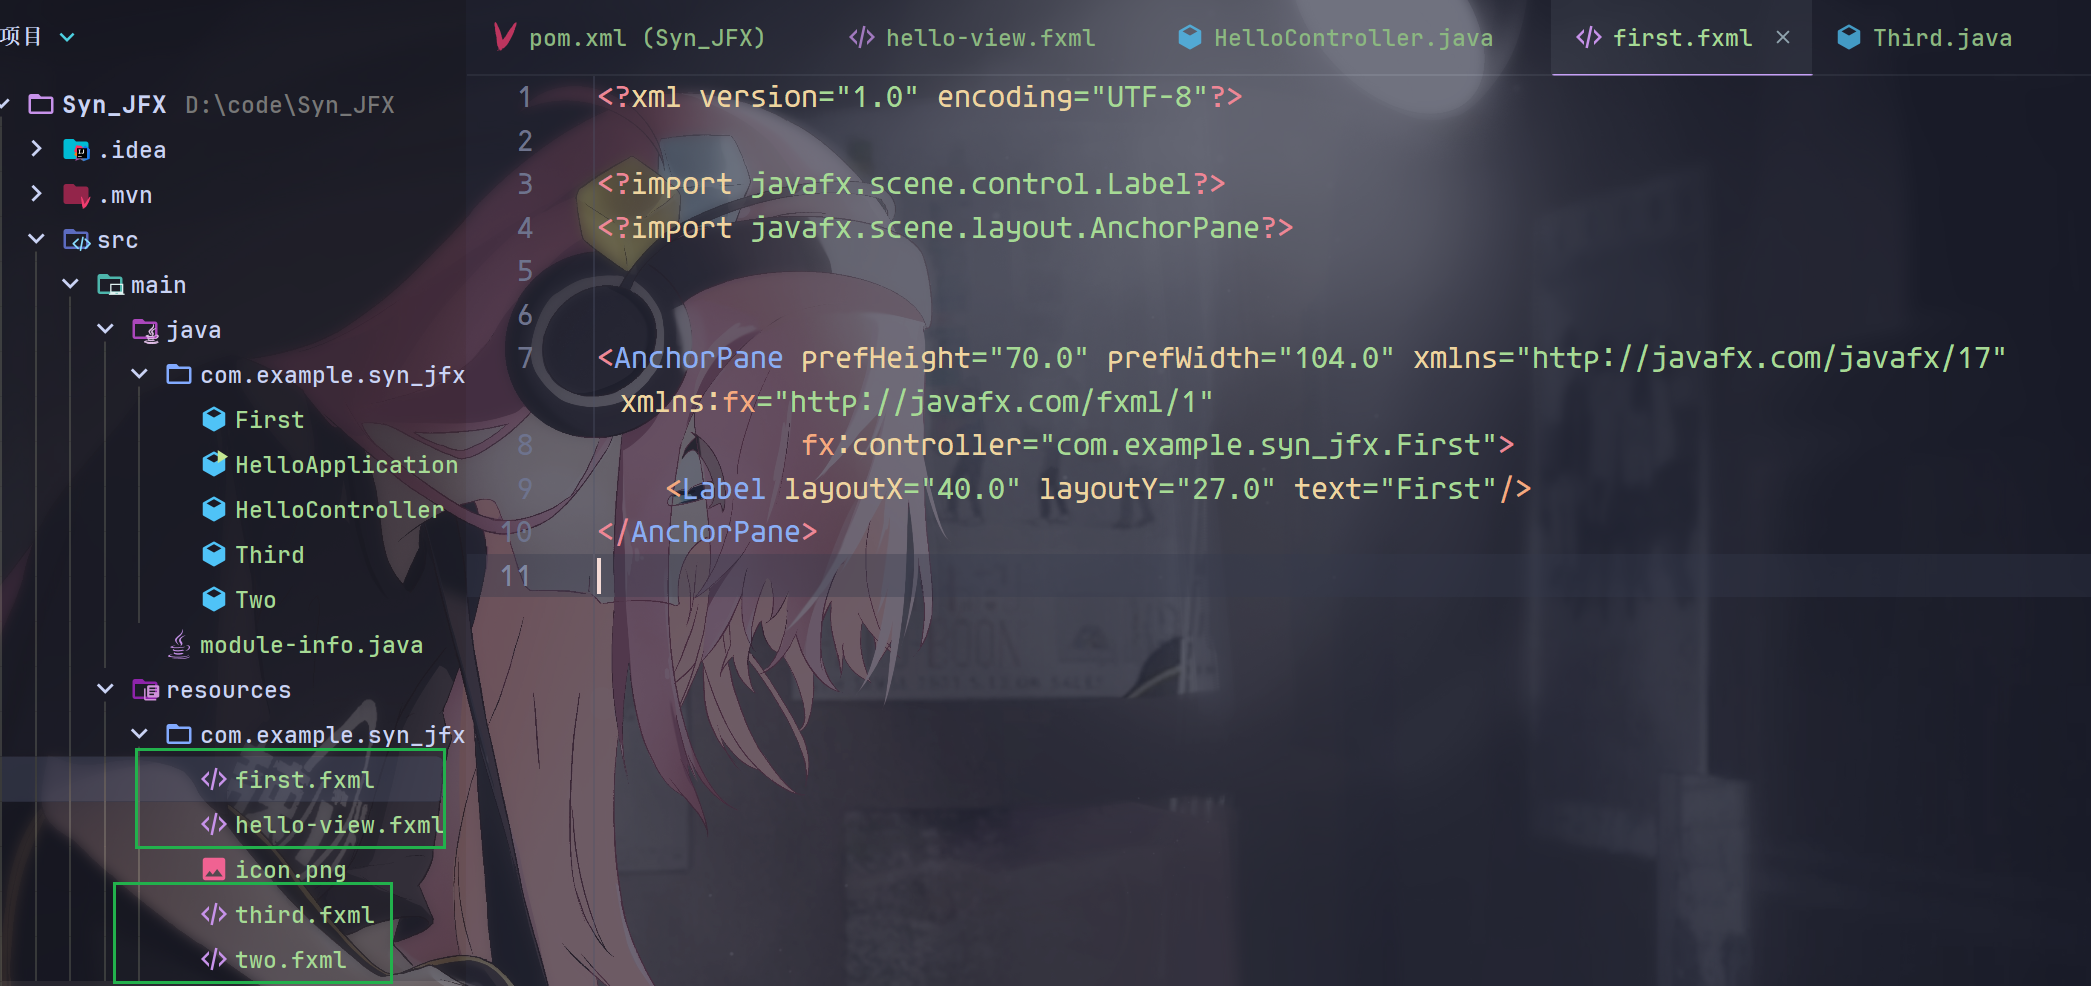 项目
pom.xml (Syn_JFX)
hello-view.fxml
HelloController.java
first.fxml
Third.java
Syn_JFX D:\code\Syn_JFX
.idea
.mvn
src
main
java
com.example.syn_jfx
First
HelloApplication
HelloController
Third
Two
module-info.java
resources
com.example.syn_jfx
first.fxml
hello-view.fxml
icon.png
third.fxml
two.fxml
1 <?xml version="1.0" encoding="UTF-8"?>
2
3 <?import javafx.scene.control.Label?>
4 <?import javafx.scene.layout.AnchorPane?>
5
6
7 <AnchorPane prefHeight="70.0" prefWidth="104.0" xmlns="http://javafx.com/javafx/17"
xmlns:fx="http://javafx.com/fxml/1"
8 fx:controller="com.example.syn_jfx.First">
9 <Label layoutX="40.0" layoutY="27.0" text="First"/>
10 </AnchorPane>
11